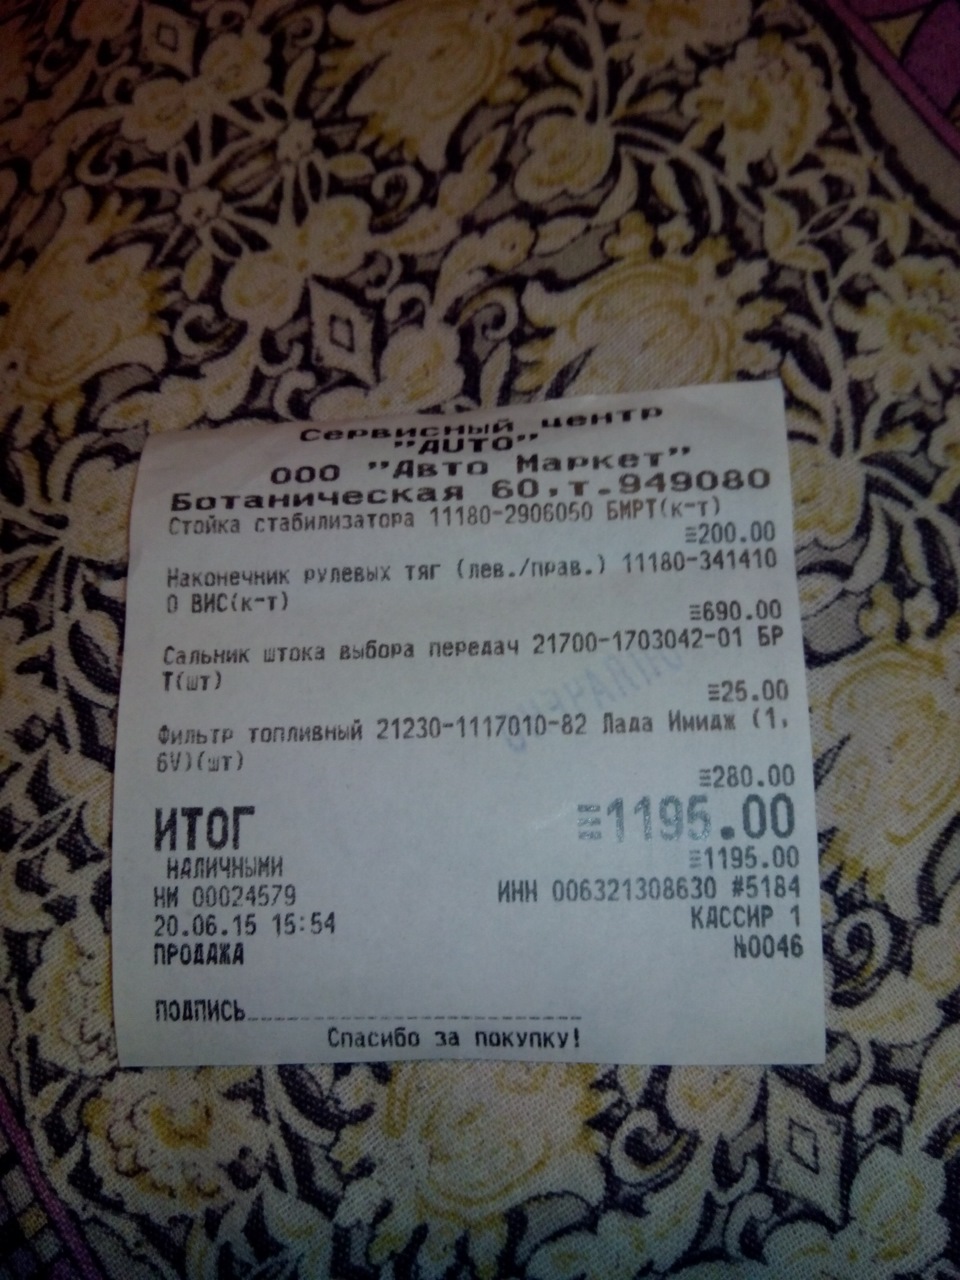 Сервисный центр
"AUTO"
ООО "Авто Маркет"
Ботаническая 60,т.949080
Стойка стабилизатора 11180-2906050 БМРТ(к-т)
≡200.00
Наконечник рулевых тяг (лев./прав.) 11180-341410
0 ВИС(к-т)
≡690.00
Сальник штока выбора передач 21700-1703042-01 БР
Т(шт)
≡25.00
Фильтр топливный 21230-1117010-82 Лада Имидж (1,
6V)(шт)
≡280.00
ИТОГ ≡1195.00
НАЛИЧНЫМИ ≡1195.00
НМ 00024579 ИНН 006321308630 #5184
20.06.15 15:54 КАССИР 1
ПРОДАЖА №0046
ПОДПИСЬ
Спасибо за покупку!